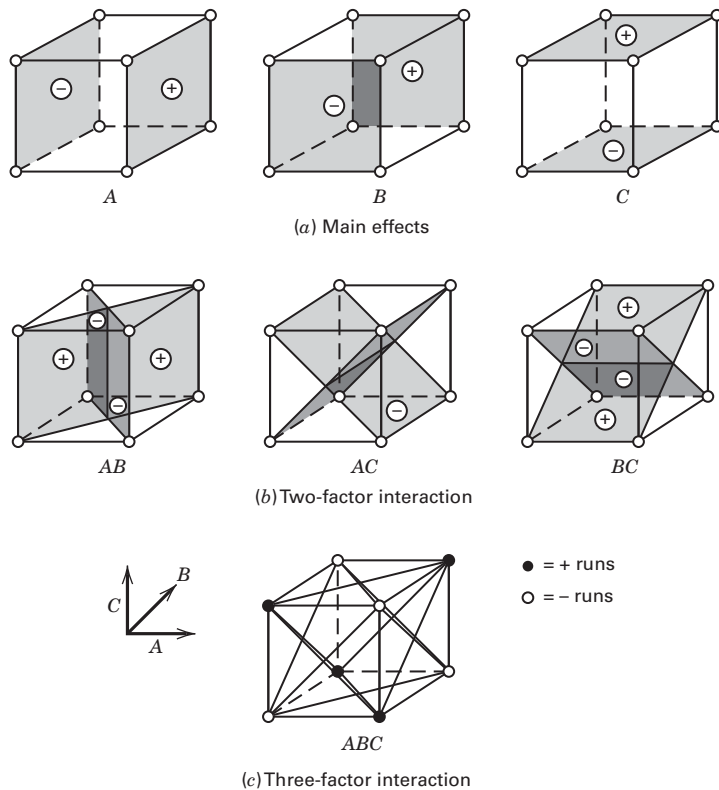 − + − + + −
A B C
(a) Main effects
− + + − − + − − +
AB AC BC
(b) Two-factor interaction
C B A
● = + runs
○ = − runs
ABC
(c) Three-factor interaction